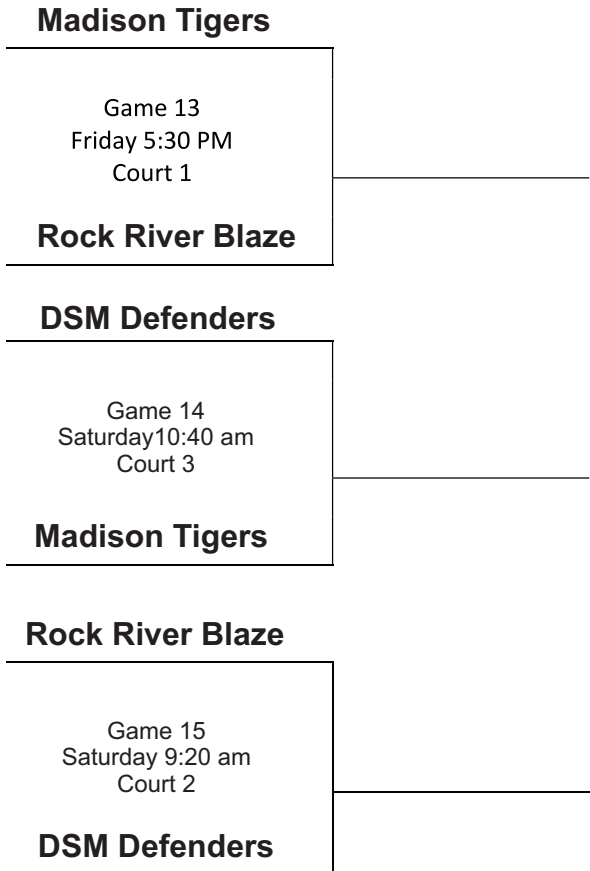 Madison Tigers
Game 13
Friday 5:30 PM
Court 1
Rock River Blaze
DSM Defenders
Game 14
Saturday10:40 am
Court 3
Madison Tigers
Rock River Blaze
Game 15
Saturday 9:20 am
Court 2
DSM Defenders